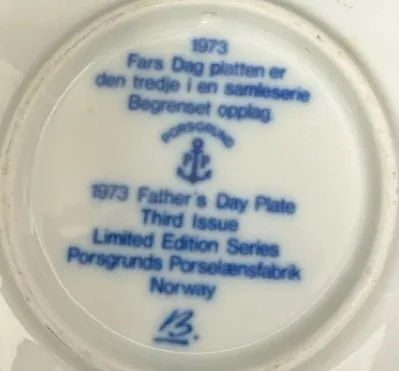 1973
Fars Dag platten er
den tredje i en samleserie
Begrenset opplag
PORSGRUND
P P
1973 Father's Day Plate
Third Issue
Limited Edition Series
Porsgrunds Porselænsfabrik
Norway
B.